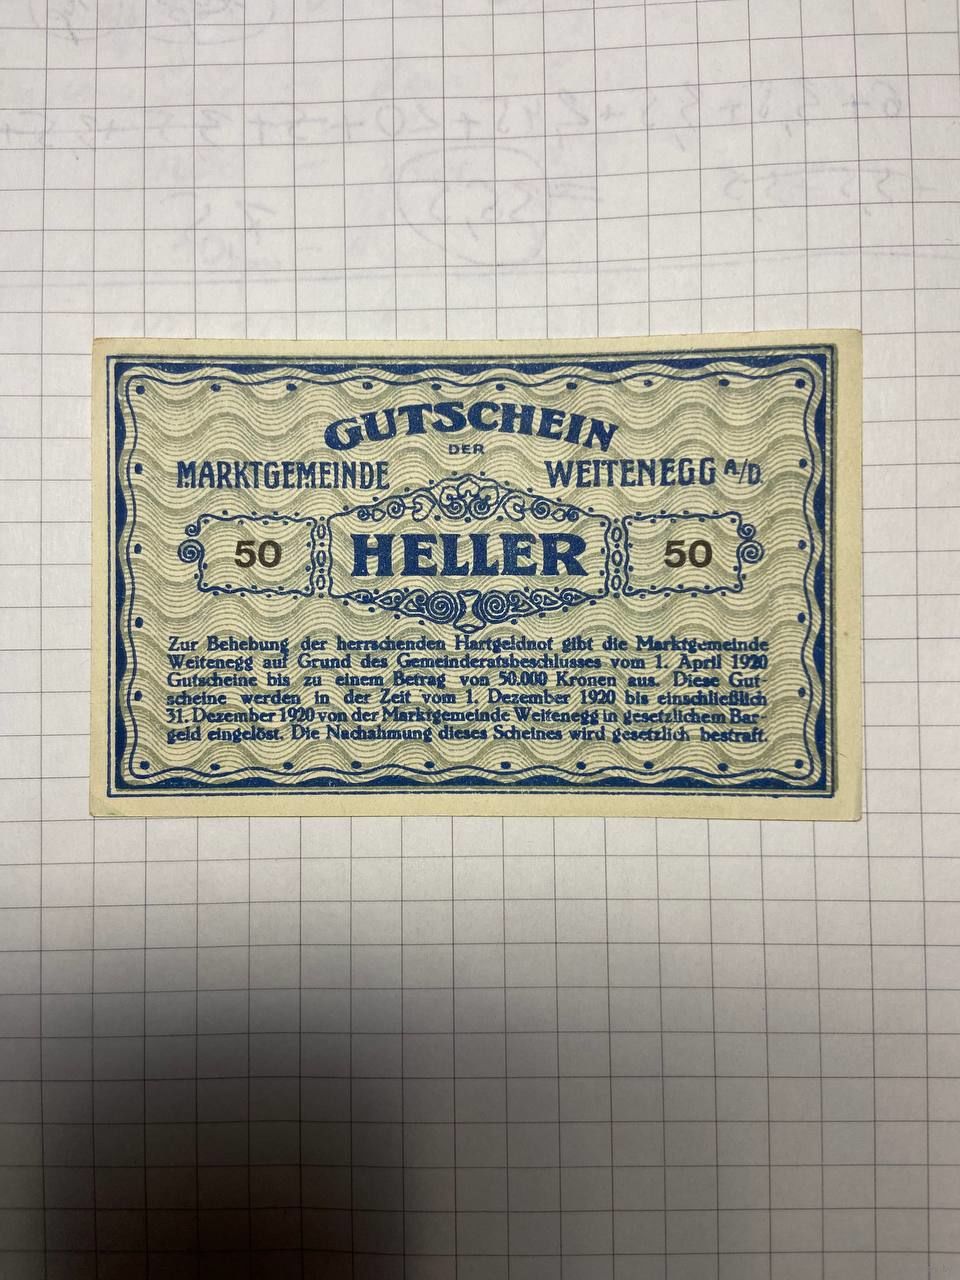 GUTSCHEIN
DER
MARKTGEMEINDE WEITENEGG A/D.
50 HELLER 50
Zur Behebung der herrschenden Hartgeldnot gibt die Marktgemeinde
Weitenegg auf Grund des Gemeinderatsbeschlusses vom 1. April 1920
Gutscheine bis zu einem Betrag von 50.000 Kronen aus. Diese Gut-
scheine werden in der Zeit vom 1. Dezember 1920 bis einschließlich
31. Dezember 1920 von der Marktgemeinde Weitenegg in gesetzlichem Bar-
geld eingelöst. Die Nachahmung dieses Scheines wird gesetzlich bestraft.